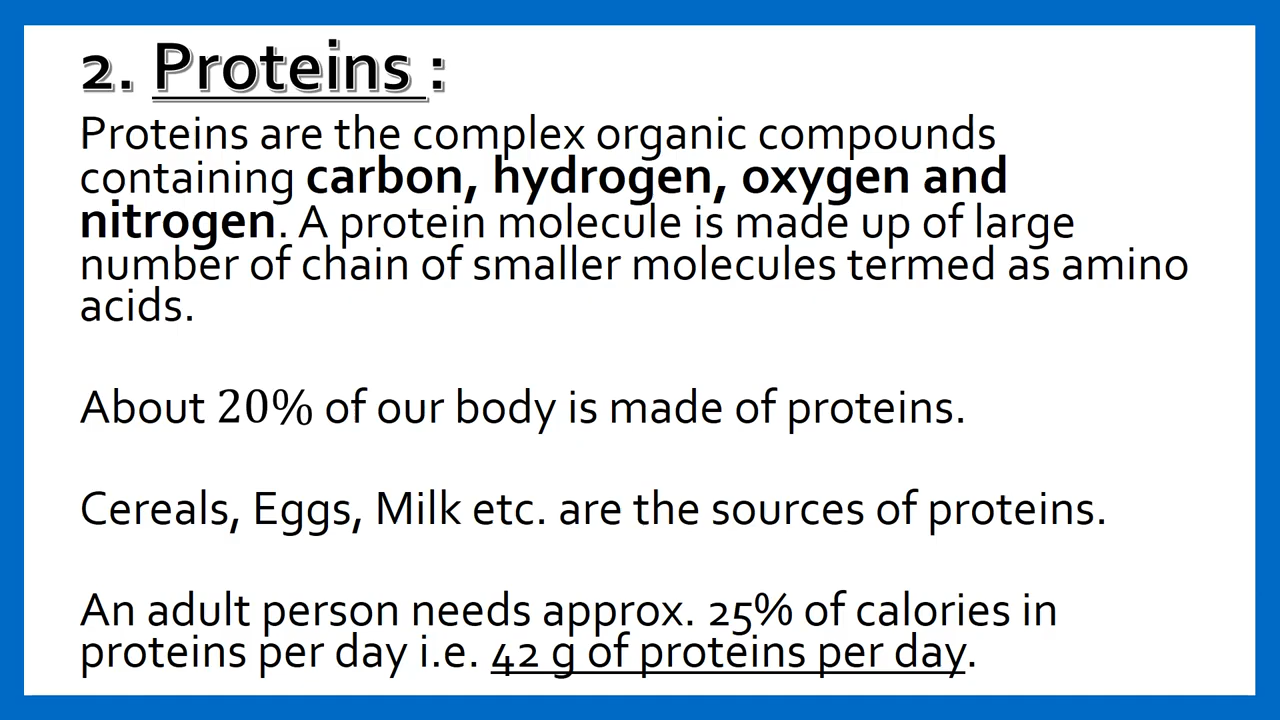 2. Proteins :
Proteins are the complex organic compounds
containing carbon, hydrogen, oxygen and
nitrogen. A protein molecule is made up of large
number of chain of smaller molecules termed as amino
acids.
About 20% of our body is made of proteins.
Cereals, Eggs, Milk etc. are the sources of proteins.
An adult person needs approx. 25% of calories in
proteins per day i.e. 42 g of proteins per day.